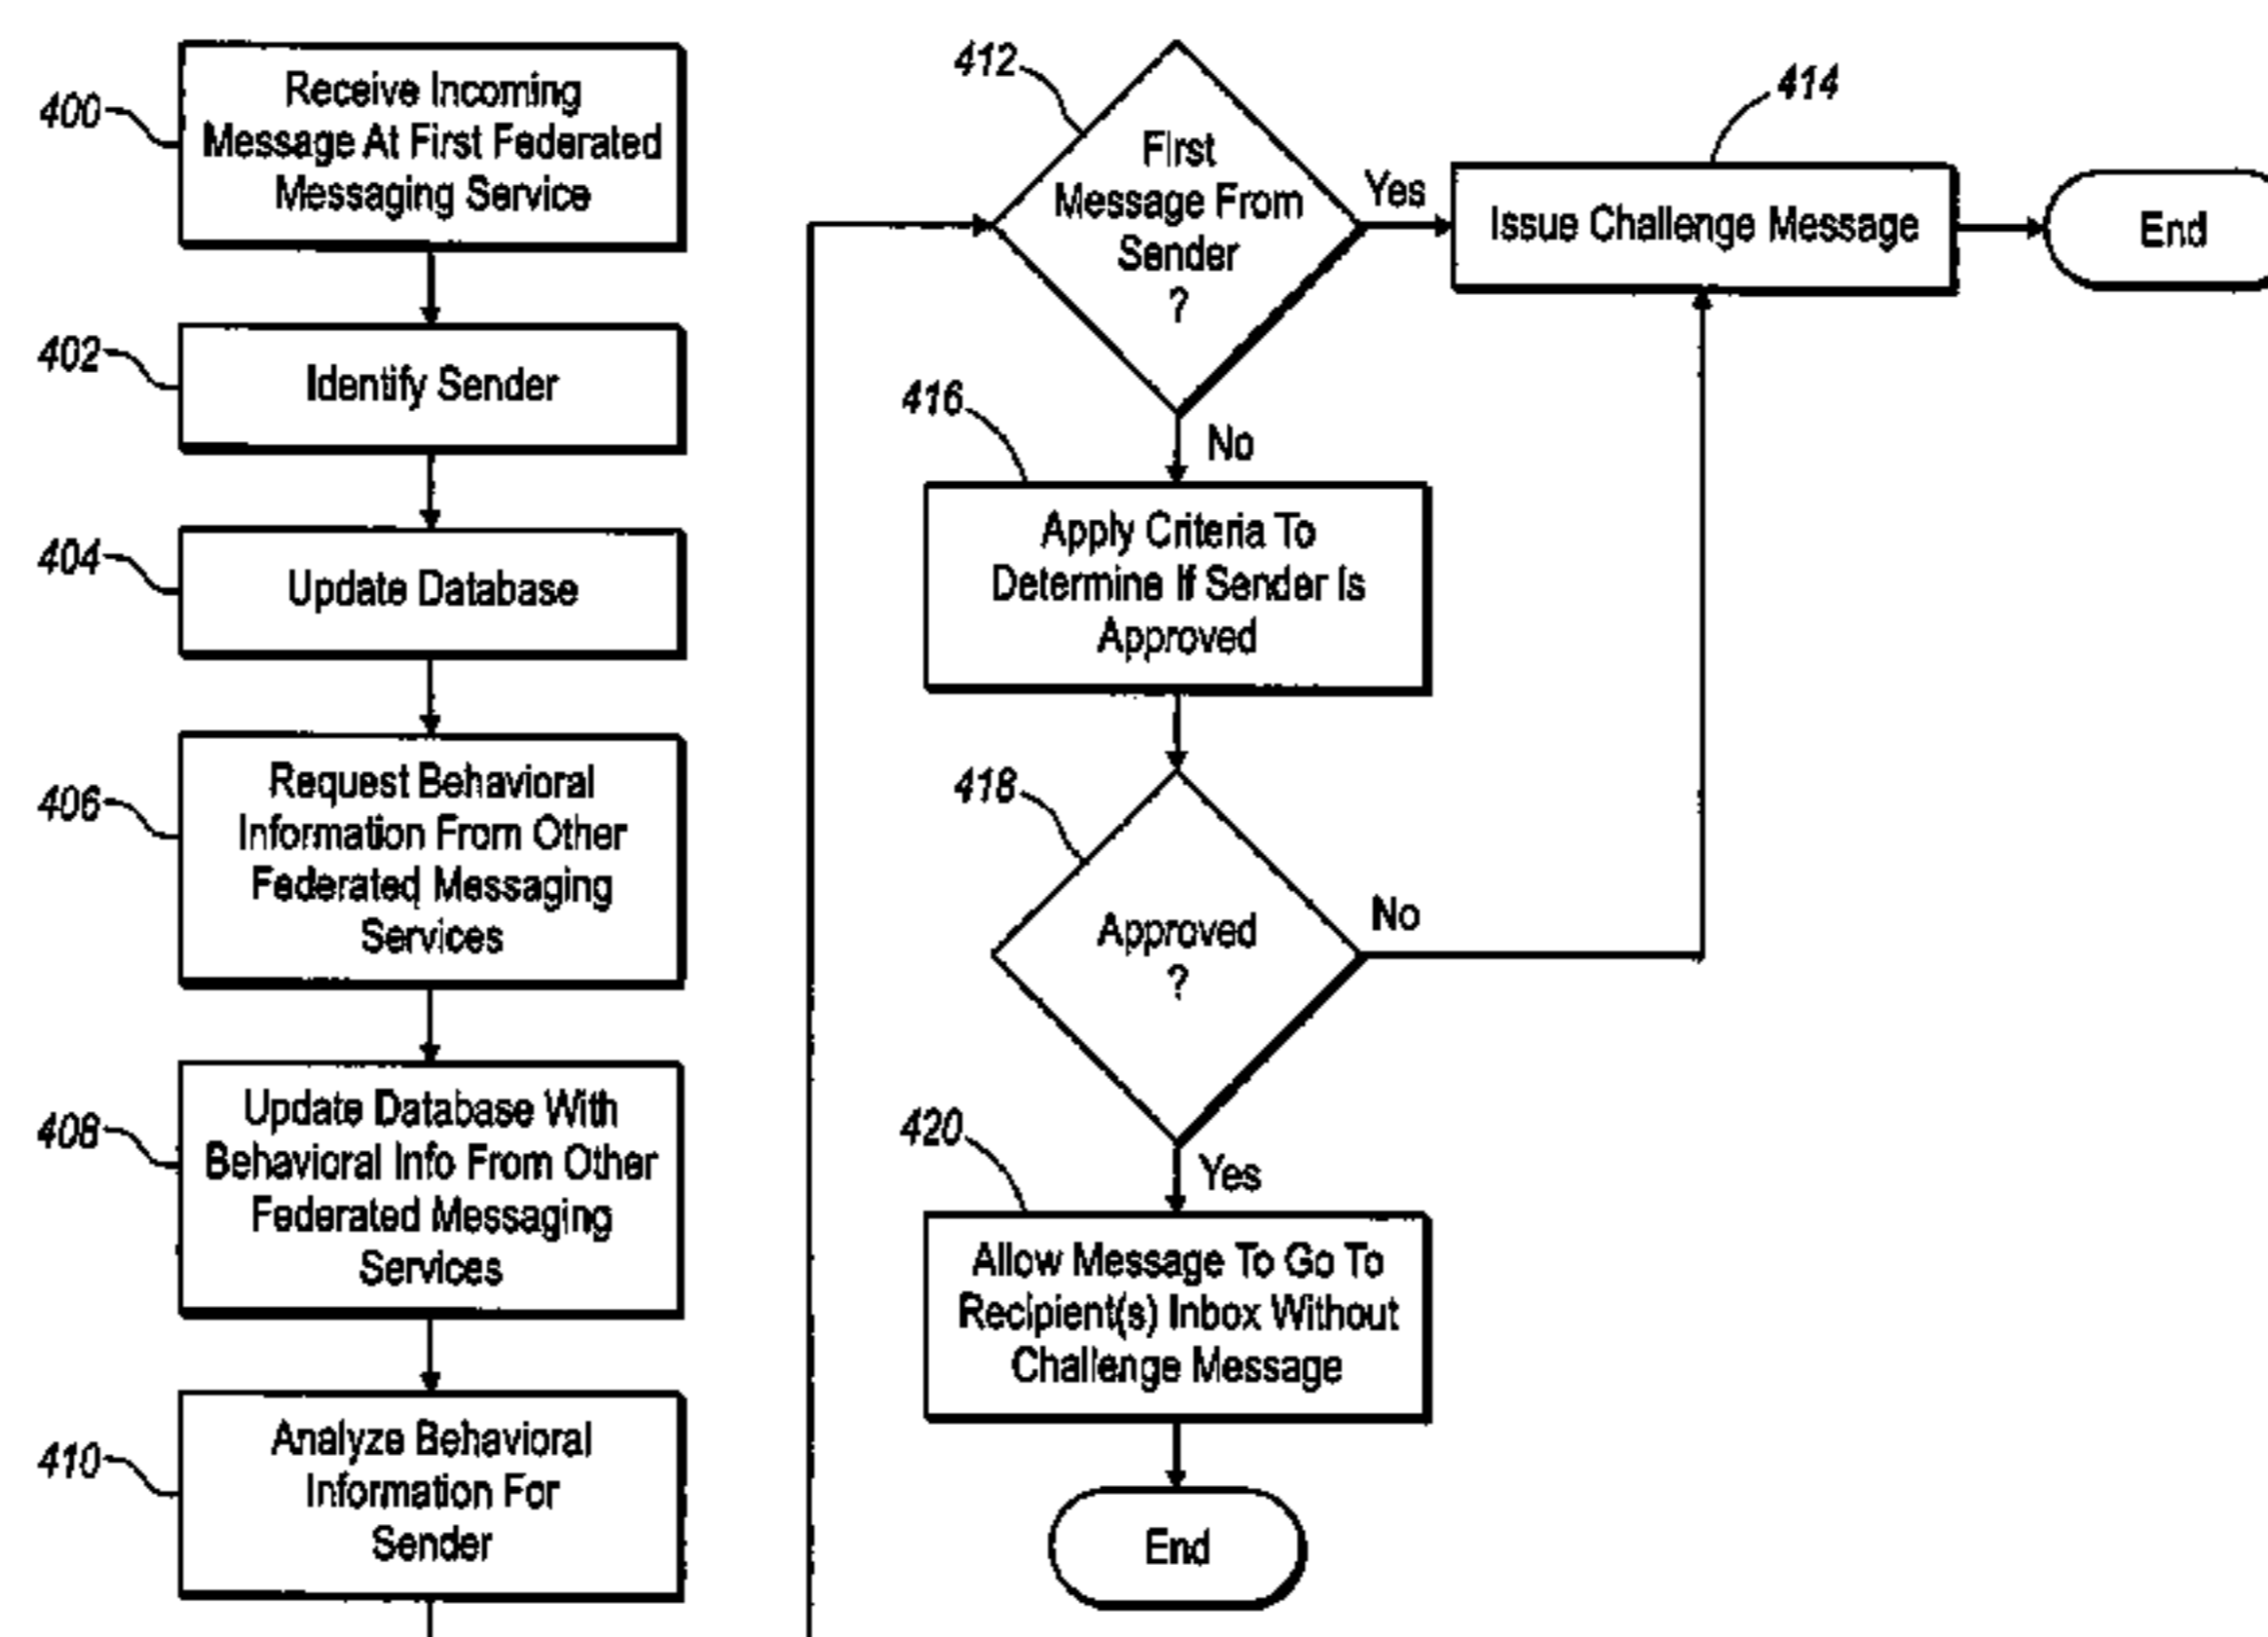 400
Receive Incoming
Message At First Federated
Messaging Service
402
Identify Sender
404
Update Database
406
Request Behavioral
Information From Other
Federated Messaging
Services
408
Update Database With
Behavioral Info From Other
Federated Messaging
Services
410
Analyze Behavioral
Information For
Sender
412
First
Message From
Sender
?
Yes
414
Issue Challenge Message
End
No
416
Apply Criteria To
Determine If Sender Is
Approved
418
Approved
?
No
Yes
420
Allow Message To Go To
Recipient(s) Inbox Without
Challenge Message
End